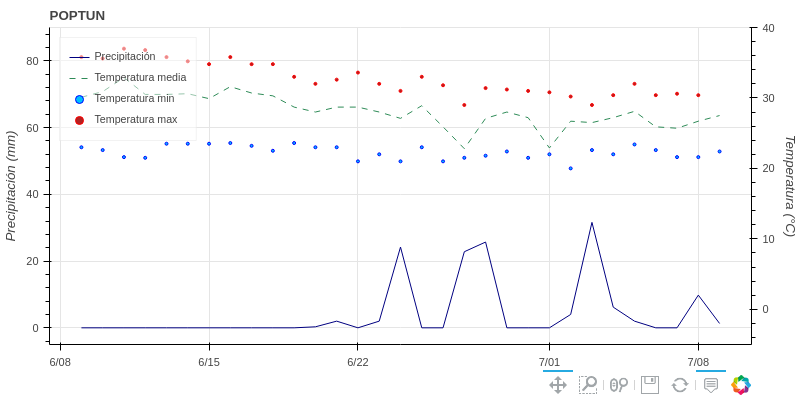 POPTUN
Precipitación
Temperatura media
Temperatura min
Temperatura max
Precipitación (mm)
80
60
40
20
0
Temperatura (°C)
40
30
20
10
0
6/08 6/15 6/22 7/01 7/08